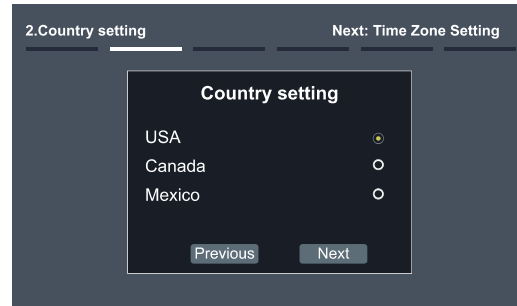 2.Country setting Next: Time Zone Setting
Country setting
USA
Canada
Mexico
Previous Next